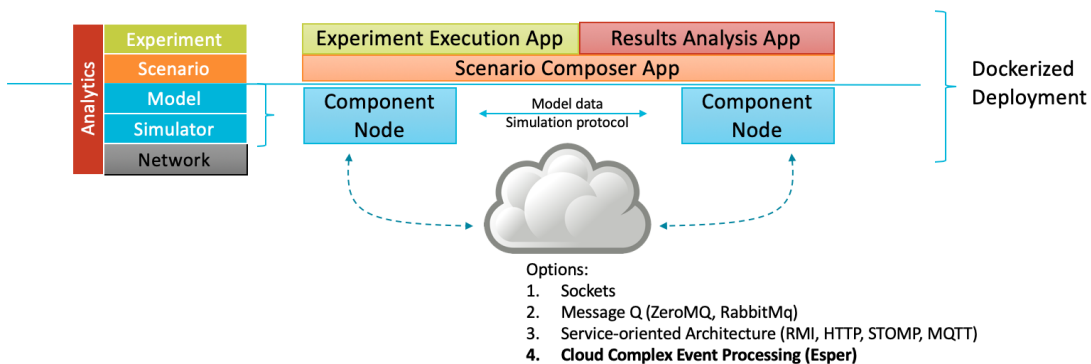 Analytics
Experiment
Scenario
Model
Simulator
Network
Experiment Execution App
Results Analysis App
Scenario Composer App
Component
Node
Model data
Simulation protocol
Component
Node
Dockerized
Deployment
Options:
1. Sockets
2. Message Q (ZeroMQ, RabbitMq)
3. Service-oriented Architecture (RMI, HTTP, STOMP, MQTT)
4. Cloud Complex Event Processing (Esper)